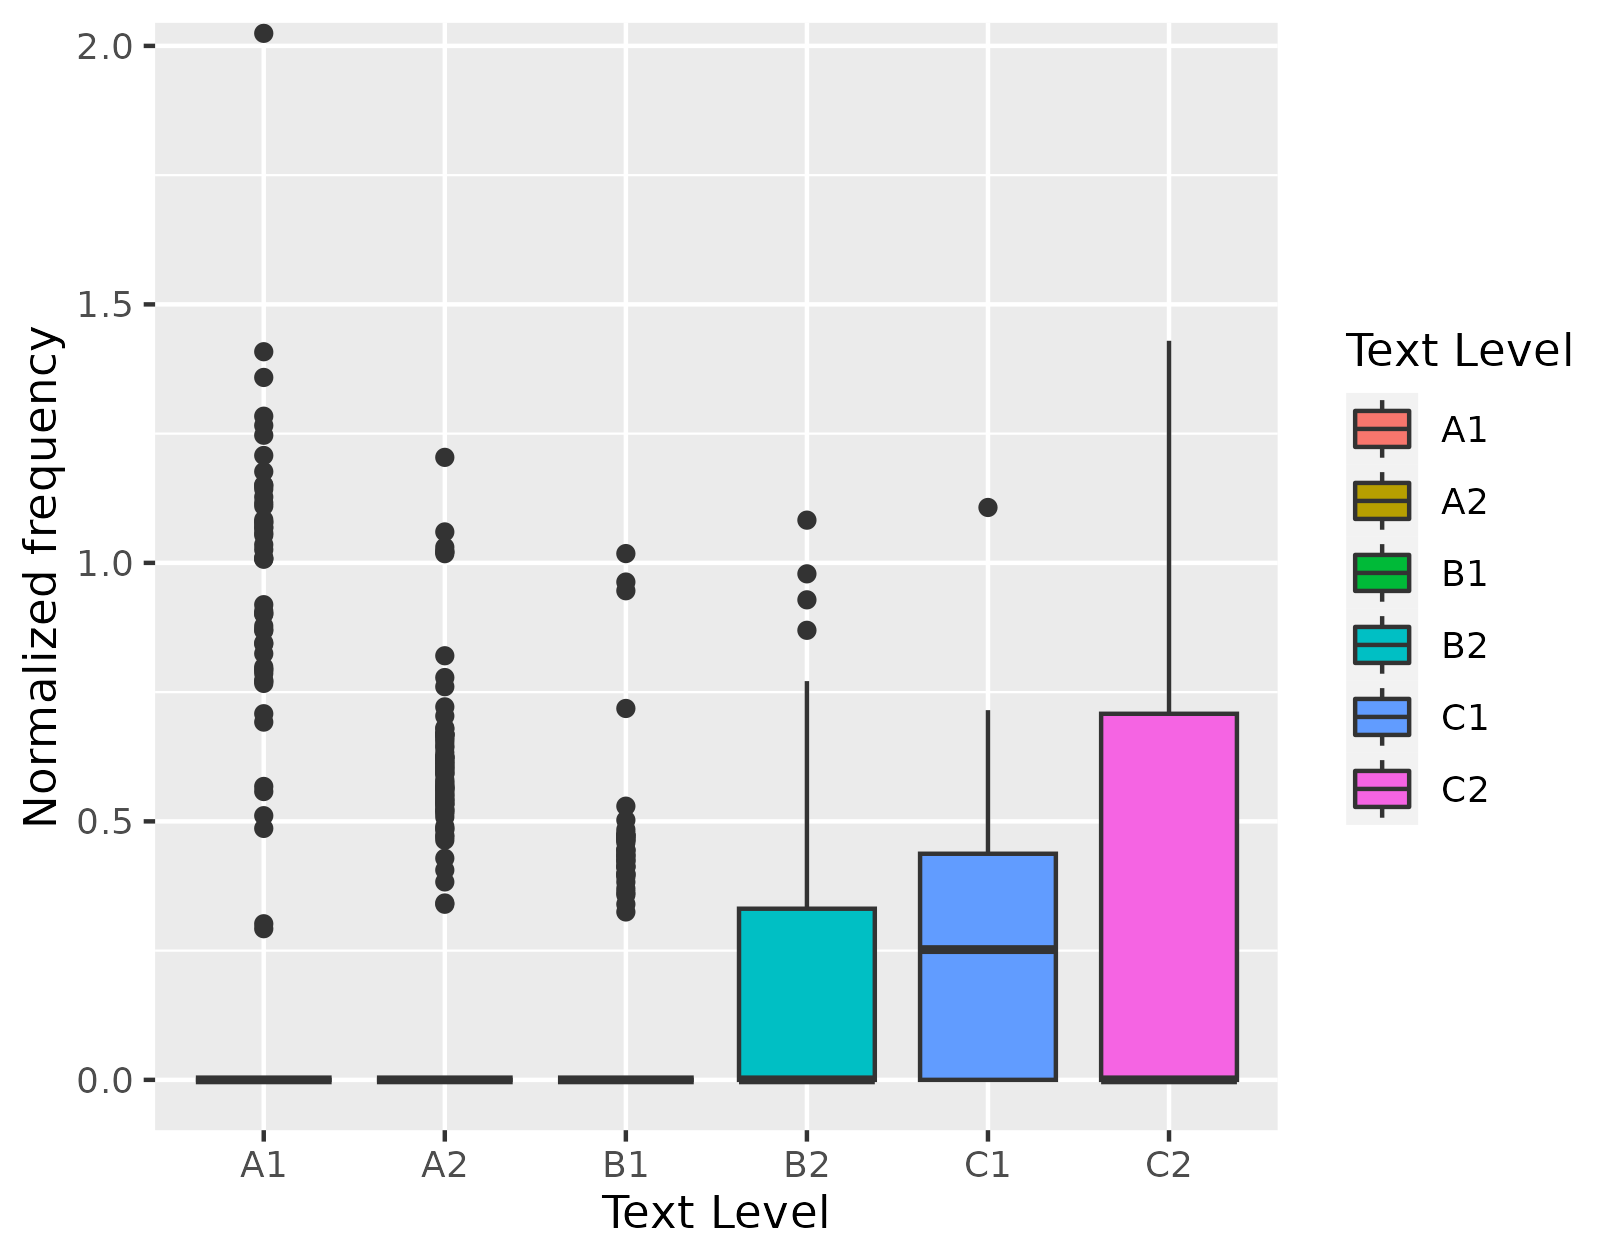 Normalized frequency
2.0
1.5
1.0
0.5
0.0
A1 A2 B1 B2 C1 C2
Text Level
Text Level
A1
A2
B1
B2
C1
C2